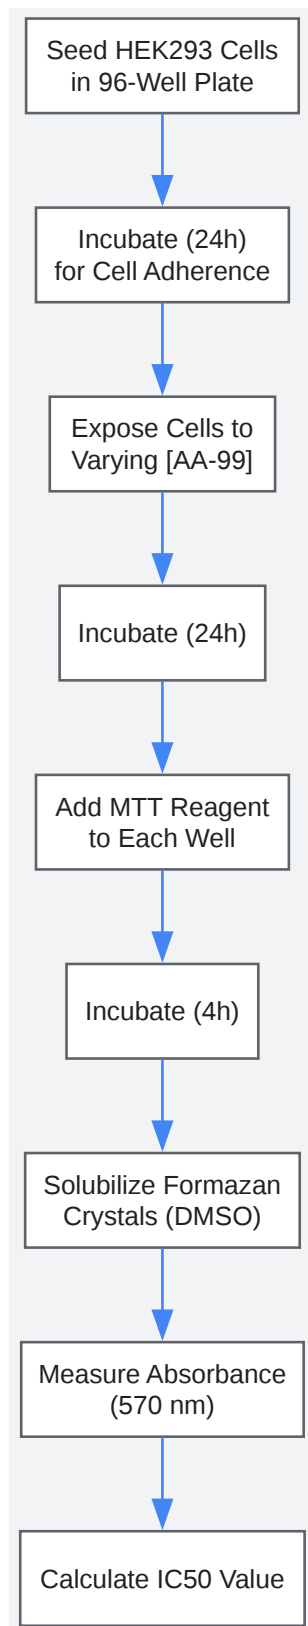 Seed HEK293 Cells
in 96-Well Plate
Incubate (24h)
for Cell Adherence
Expose Cells to
Varying [AA-99]
Incubate (24h)
Add MTT Reagent
to Each Well
Incubate (4h)
Solubilize Formazan
Crystals (DMSO)
Measure Absorbance
(570 nm)
Calculate IC50 Value